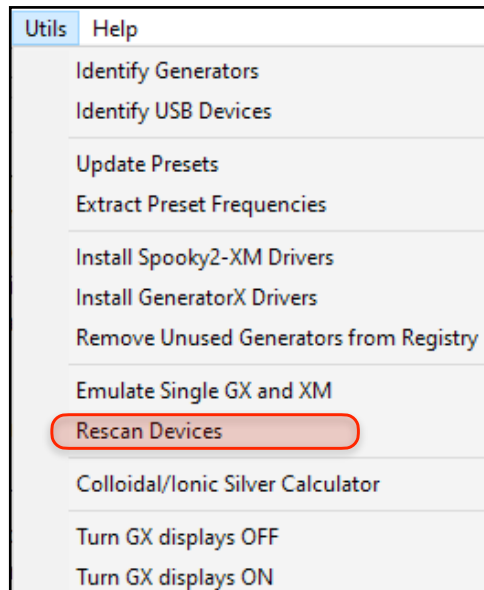 Utils Help
Identify Generators
Identify USB Devices
Update Presets
Extract Preset Frequencies
Install Spooky2-XM Drivers
Install GeneratorX Drivers
Remove Unused Generators from Registry
Emulate Single GX and XM
Rescan Devices
Colloidal/Ionic Silver Calculator
Turn GX displays OFF
Turn GX displays ON